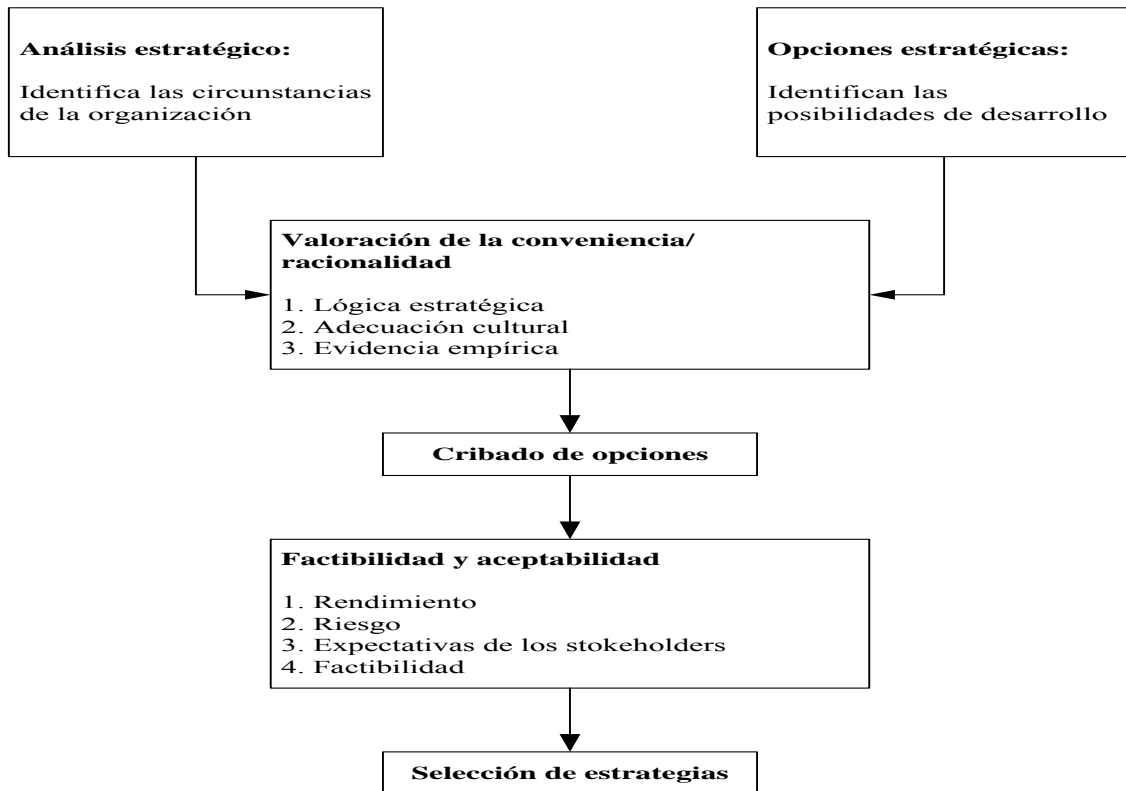 Análisis estratégico:
Identifica las circunstancias
de la organización
Opciones estratégicas:
Identifican las
posibilidades de desarrollo
Valoración de la conveniencia/
racionalidad
1. Lógica estratégica
2. Adecuación cultural
3. Evidencia empírica
Cribado de opciones
Factibilidad y aceptabilidad
1. Rendimiento
2. Riesgo
3. Expectativas de los stokeholders
4. Factibilidad
Selección de estrategias